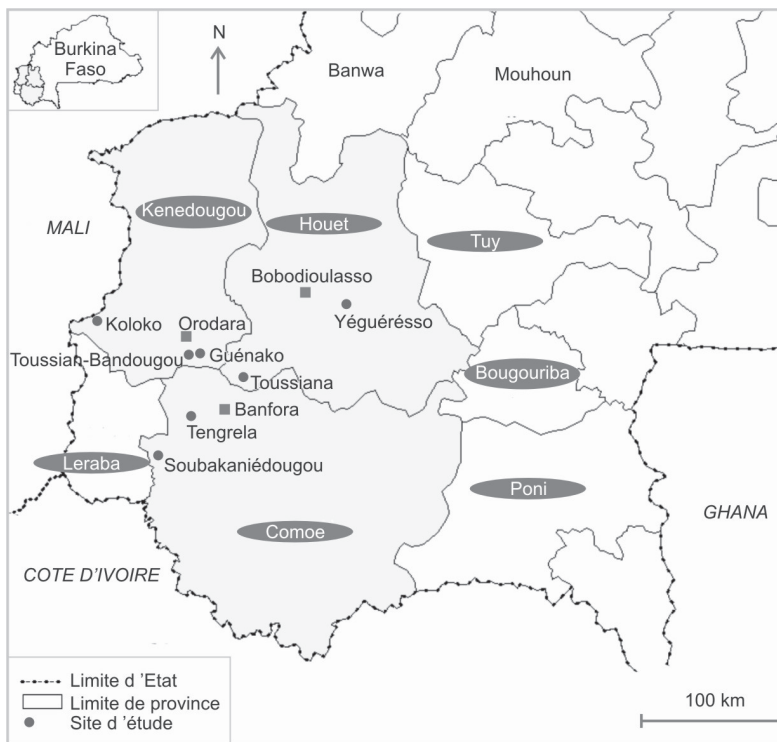 Burkina
Faso
N
Banwa
Mouhoun
MALI
Kenedougou
Houet
Tuy
Bobodioulasso
Yéguérésso
Koloko
Orodara
Toussian-Bandougou
Guénako
Toussiana
Bougouriba
Banfora
Tengrela
Leraba
Soubakaniédougou
Poni
Comoe
GHANA
COTE D'IVOIRE
Limite d 'Etat
Limite de province
Site d 'étude
100 km